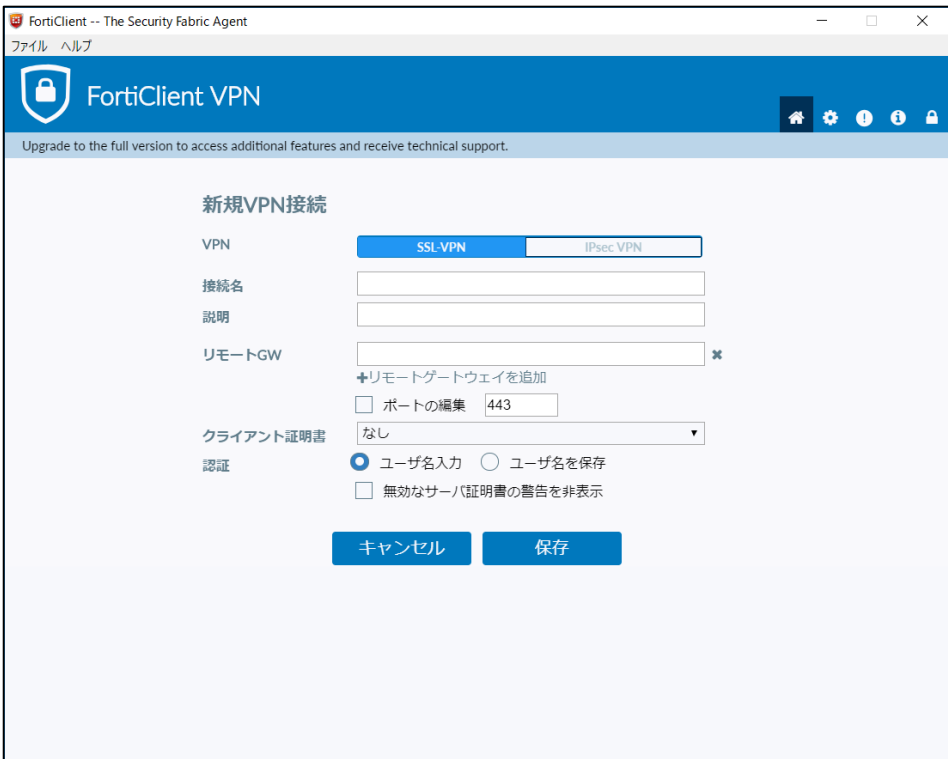 FortiClient -- The Security Fabric Agent
ファイル ヘルプ
FortiClient VPN
Upgrade to the full version to access additional features and receive technical support.
新規VPN接続
VPN SSL-VPN IPsec VPN
接続名
説明
リモートGW
+リモートゲートウェイを追加
ポートの編集 443
クライアント証明書 なし
認証 ユーザ名入力 ユーザ名を保存
無効なサーバ証明書の警告を非表示
キャンセル 保存